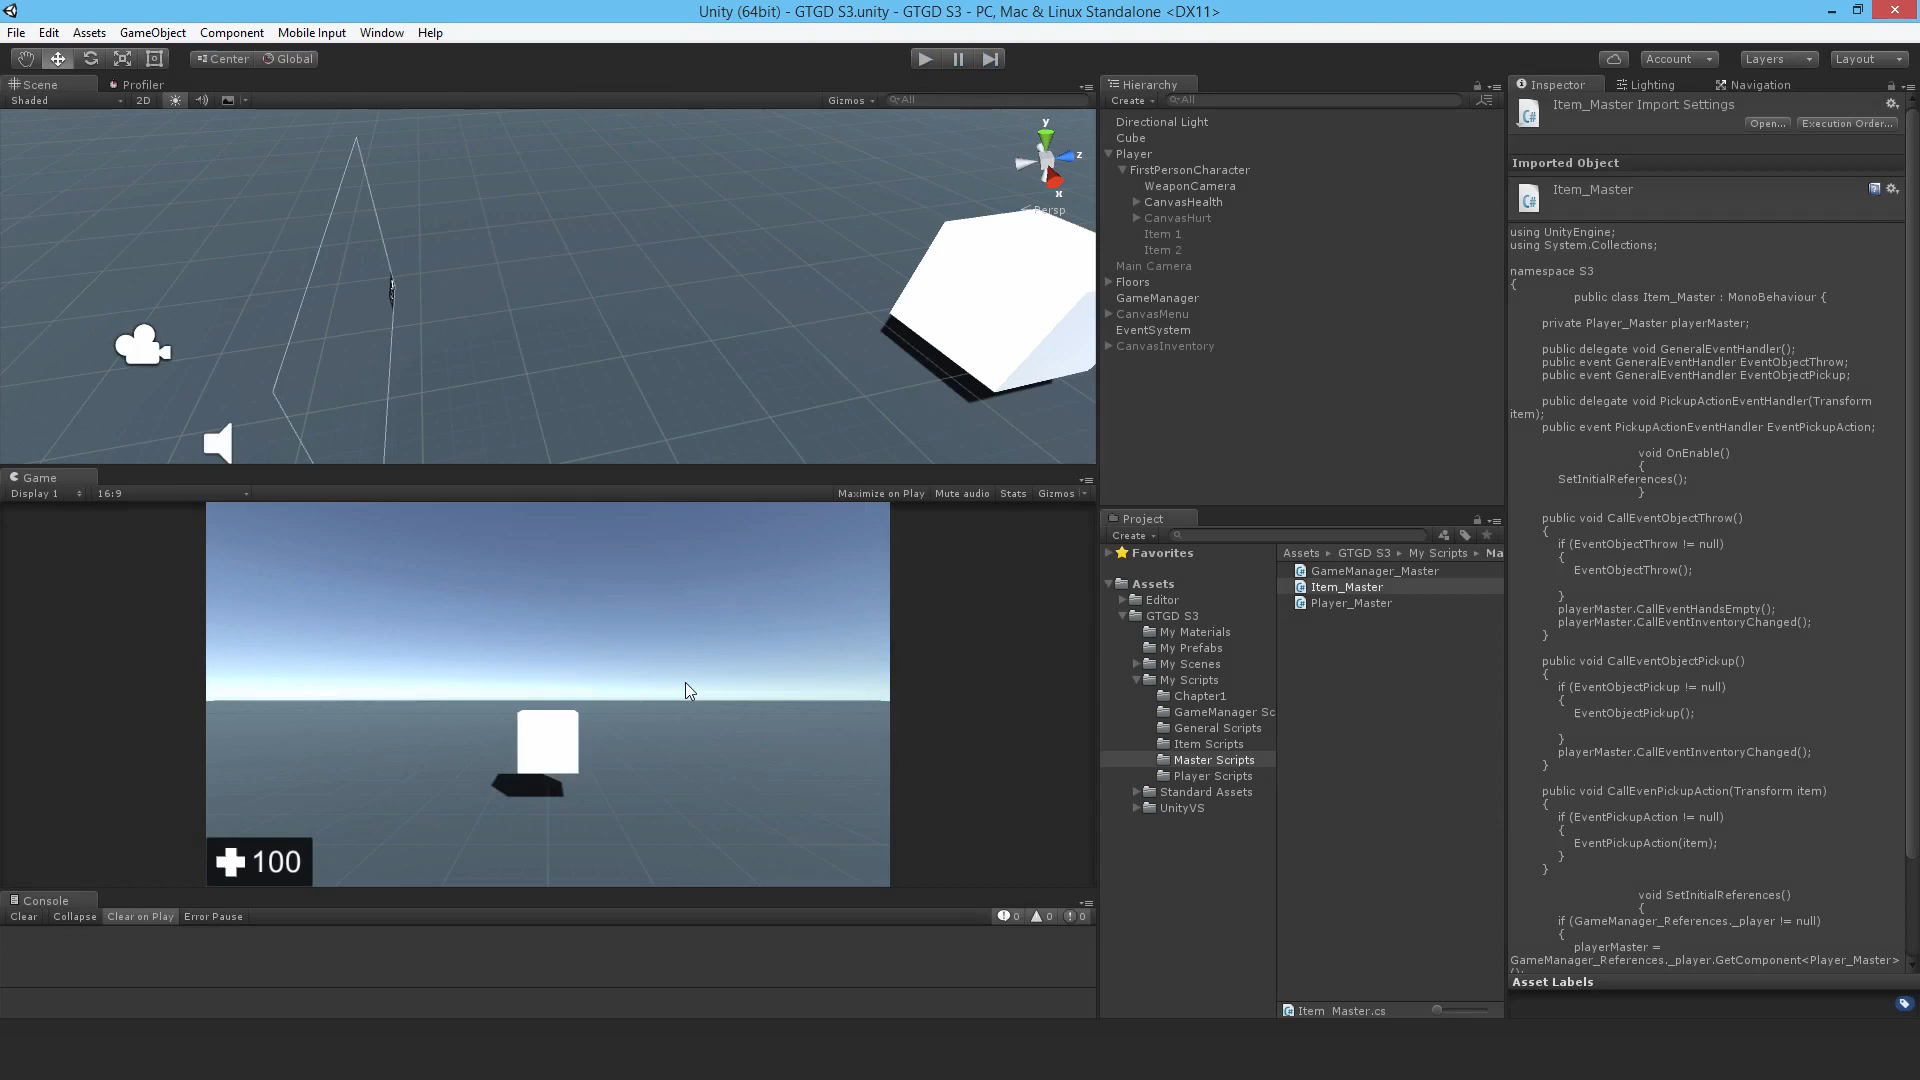 Unity (64bit) - GTGD S3.unity - GTGD S3 - PC, Mac & Linux Standalone <DX11>
File Edit Assets GameObject Component Mobile Input Window Help
Center Global
Account Layers Layout
Scene Profiler
Shaded 2D Gizmos All
y
z
x
Persp
Game
Display 1 16:9 Maximize on Play Mute audio Stats Gizmos
100
Console
Clear Collapse Clear on Play Error Pause 0 0 0
Hierarchy
Create All
Directional Light
Cube
Player
FirstPersonCharacter
WeaponCamera
CanvasHealth
CanvasHurt
Item 1
Item 2
Main Camera
Floors
GameManager
CanvasMenu
EventSystem
CanvasInventory
Project
Create
Favorites
Assets
Editor
GTGD S3
My Materials
My Prefabs
My Scenes
My Scripts
Chapter1
GameManager Sc
General Scripts
Item Scripts
Master Scripts
Player Scripts
Standard Assets
UnityVS
Assets GTGD S3 My Scripts Ma
GameManager_Master
Item_Master
Player_Master
Item_Master.cs
Inspector Lighting Navigation
Item_Master Import Settings
Open... Execution Order...
Imported Object
Item_Master
using UnityEngine;
using System.Collections;
namespace S3
{
public class Item_Master : MonoBehaviour {
private Player_Master playerMaster;
public delegate void GeneralEventHandler();
public event GeneralEventHandler EventObjectThrow;
public event GeneralEventHandler EventObjectPickup;
public delegate void PickupActionEventHandler(Transform
item);
public event PickupActionEventHandler EventPickupAction;
void OnEnable()
{
SetInitialReferences();
}
public void CallEventObjectThrow()
{
if (EventObjectThrow != null)
{
EventObjectThrow();
}
playerMaster.CallEventHandsEmpty();
playerMaster.CallEventInventoryChanged();
}
public void CallEventObjectPickup()
{
if (EventObjectPickup != null)
{
EventObjectPickup();
}
playerMaster.CallEventInventoryChanged();
}
public void CallEvenPickupAction(Transform item)
{
if (EventPickupAction != null)
{
EventPickupAction(item);
}
}
void SetInitialReferences()
{
if (GameManager_References._player != null)
{
playerMaster =
GameManager_References._player.GetComponent<Player_Master>
();
Asset Labels